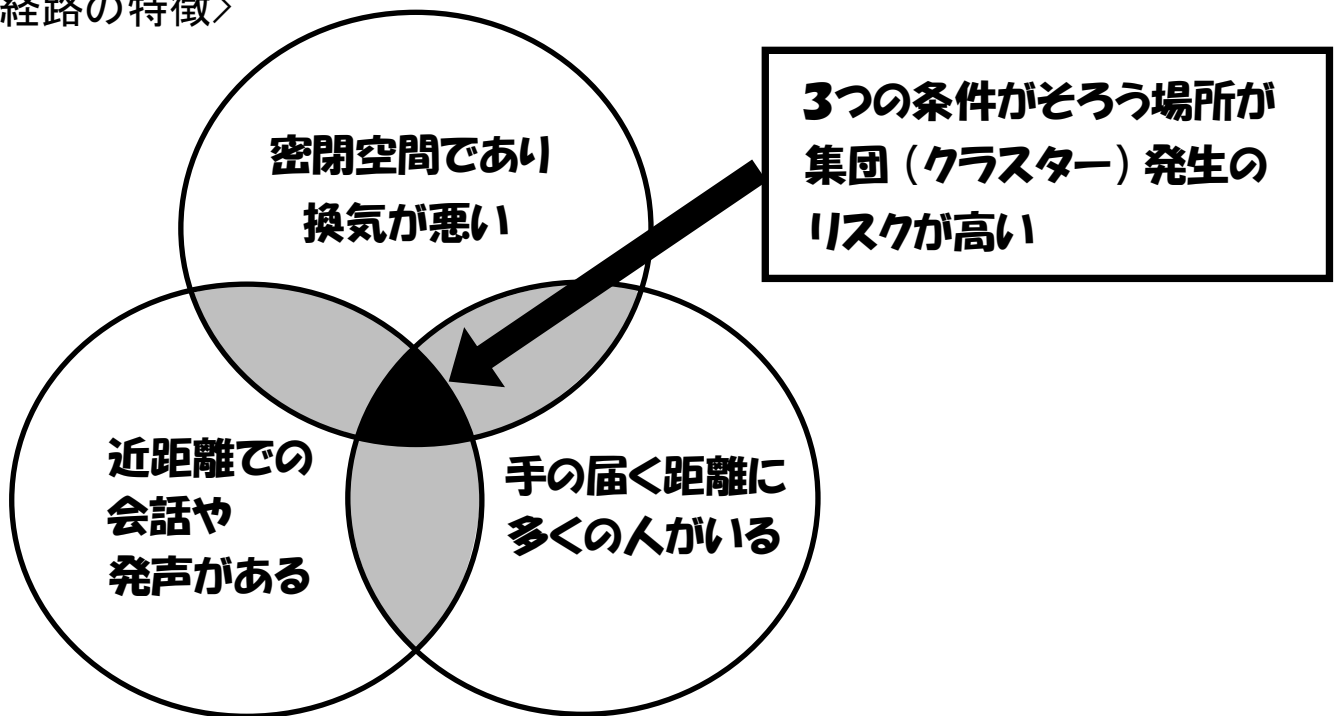 経路の特徴>
密閉空間であり
換気が悪い
3つの条件がそろう場所が
集団（クラスター）発生の
リスクが高い
近距離での
会話や
発声がある
手の届く距離に
多くの人がいる